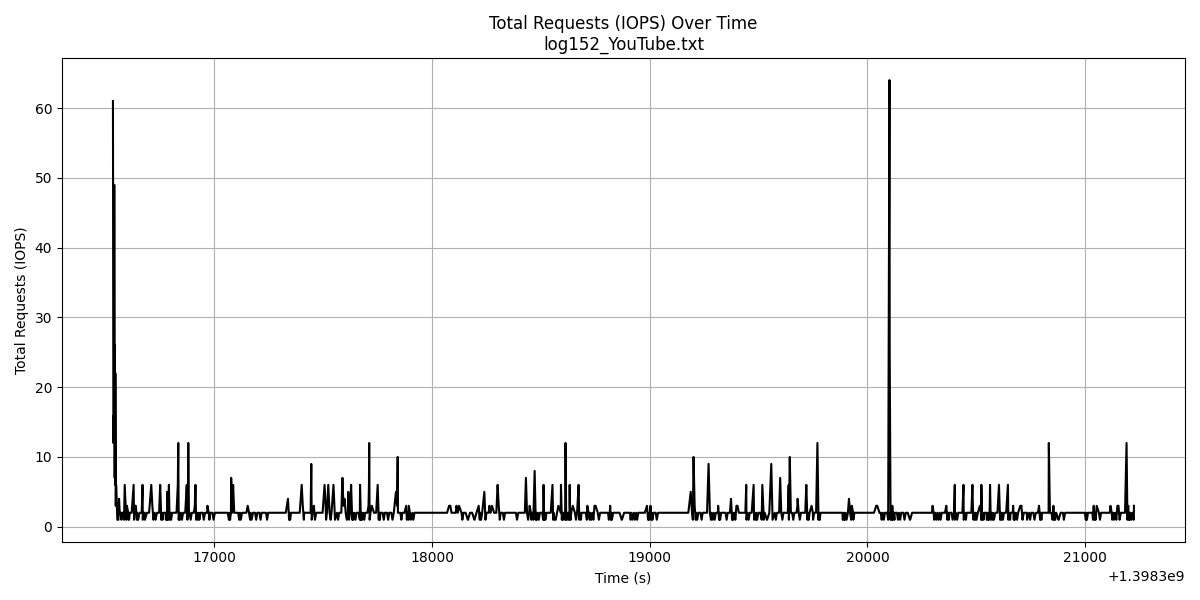 Total Requests (IOPS) Over Time
log152_YouTube.txt
Total Requests (IOPS)
60
50
40
30
20
10
0
17000
18000
19000
20000
21000
Time (s)
+1.3983e9